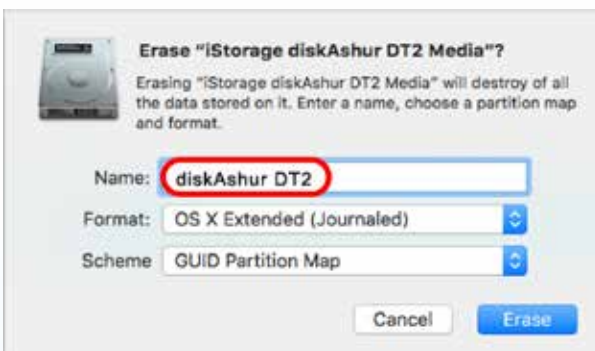 Erase “iStorage diskAshur DT2 Media”?
Erasing “iStorage diskAshur DT2 Media” will destroy of all
the data stored on it. Enter a name, choose a partition map
and format.
Name: diskAshur DT2
Format: OS X Extended (Journaled)
Scheme GUID Partition Map
Cancel Erase